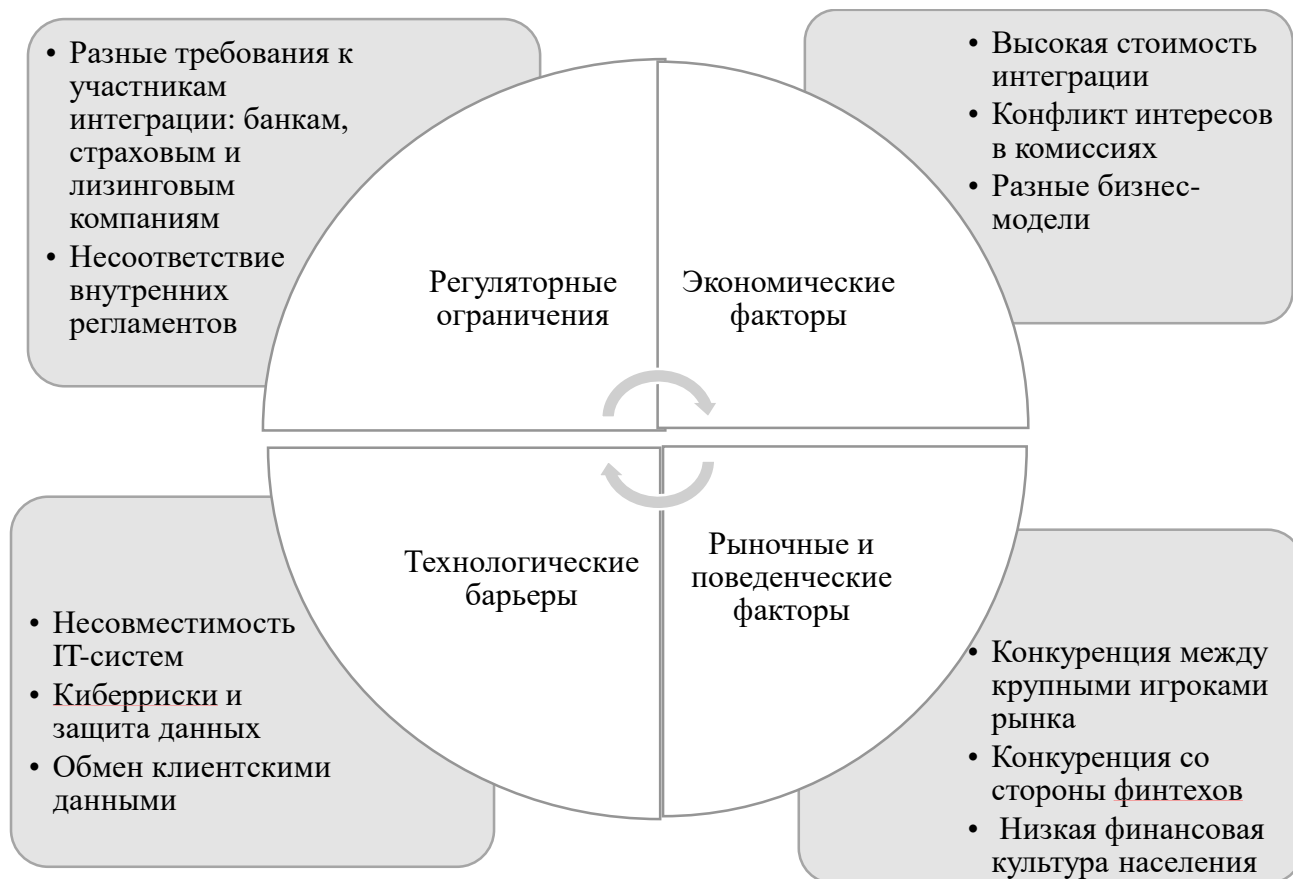 • Разные требования к
участникам
интеграции: банкам,
страховым и
лизинговым
компаниям
• Несоответствие
внутренних
регламентов
• Высокая стоимость
интеграции
• Конфликт интересов
в комиссиях
• Разные бизнес-
модели
Регуляторные
ограничения
Экономические
факторы
Технологические
барьеры
Рыночные и
поведенческие
факторы
• Несовместимость
IT-систем
• Киберриски и
защита данных
• Обмен клиентскими
данными
• Конкуренция между
крупными игроками
рынка
• Конкуренция со
стороны финтехов
• Низкая финансовая
культура населения